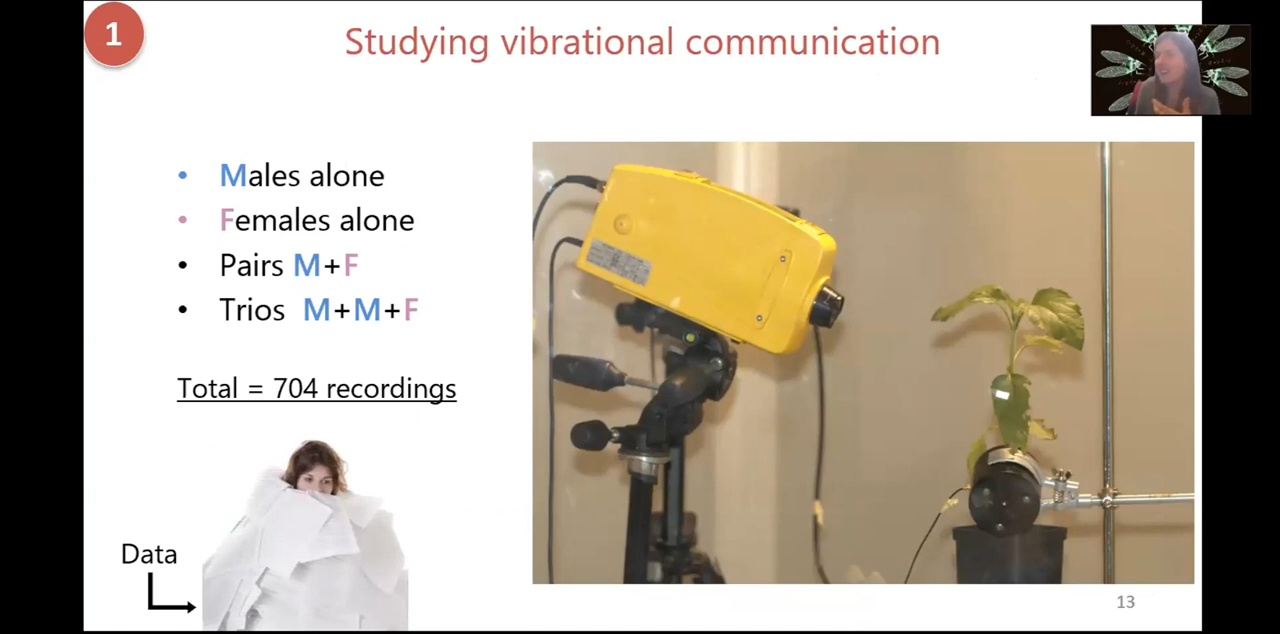 1
Studying vibrational communication
• Males alone
• Females alone
• Pairs M+F
• Trios M+M+F
Total = 704 recordings
Data
13